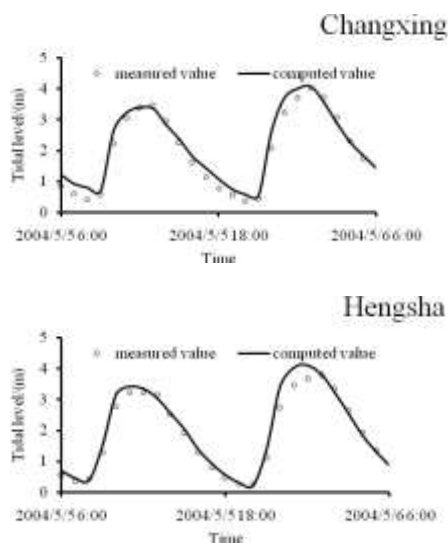 Changxing
measured value computed value
Tidal level/(m)
5
4
3
2
1
0
2004/5/5 6:00 2004/5/5 18:00 2004/5/6 6:00
Time
Hengsha
measured value computed value
Tidal level/(m)
5
4
3
2
1
0
2004/5/5 6:00 2004/5/5 18:00 2004/5/6 6:00
Time